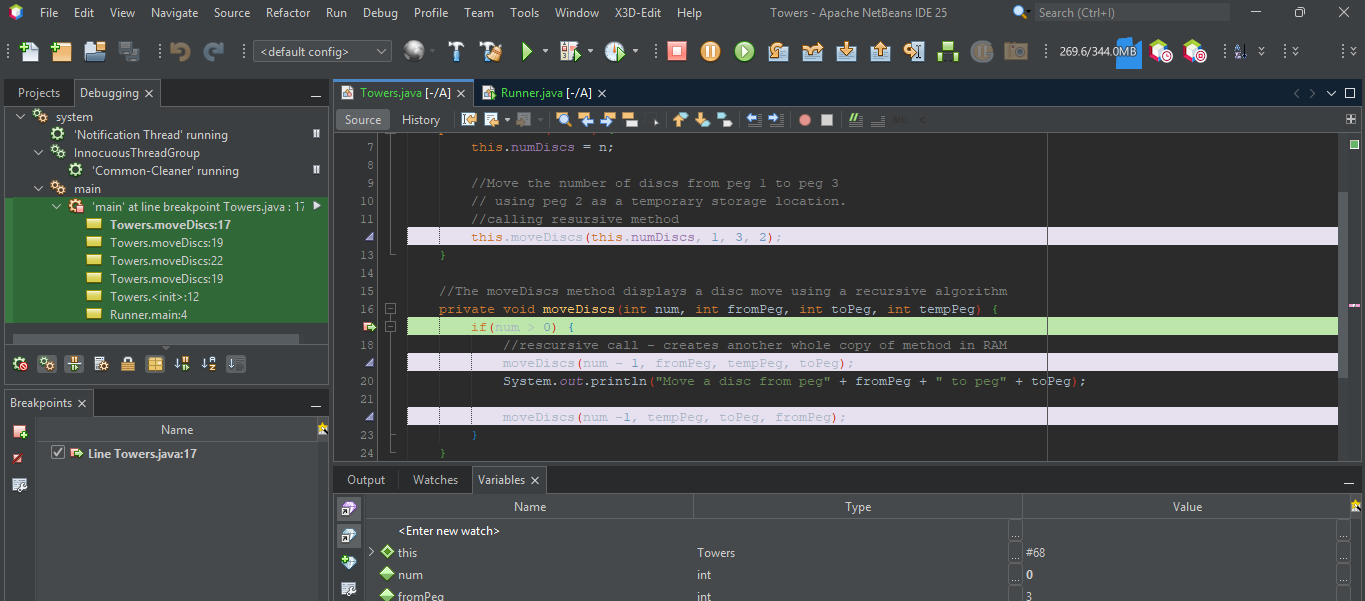 File Edit View Navigate Source Refactor Run Debug Profile Team Tools Window X3D-Edit Help Towers - Apache NetBeans IDE 25 Search (Ctrl+I)
<default config> 269.6/344.0MB
Projects Debugging
system
'Notification Thread' running
InnocuousThreadGroup
'Common-Cleaner' running
main
'main' at line breakpoint Towers.java : 17
Towers.moveDiscs:17
Towers.moveDiscs:19
Towers.moveDiscs:22
Towers.moveDiscs:19
Towers.<init>:12
Runner.main:4
Breakpoints
Name
Line Towers.java:17
Towers.java [-/A] Runner.java [-/A]
Source History
7 this.numDiscs = n;
8
9 //Move the number of discs from peg 1 to peg 3
10 // using peg 2 as a temporary storage location.
11 //calling resursive method
this.moveDiscs(this.numDiscs, 1, 3, 2);
13 }
14
15 //The moveDiscs method displays a disc move using a recursive algorithm
16 private void moveDiscs(int num, int fromPeg, int toPeg, int tempPeg) {
if(num > 0) {
18 //rescursive call - creates another whole copy of method in RAM
moveDiscs(num - 1, fromPeg, tempPeg, toPeg);
20 System.out.println("Move a disc from peg" + fromPeg + " to peg" + toPeg);
21
moveDiscs(num -1, tempPeg, toPeg, fromPeg);
23 }
24 }
Output Watches Variables
Name Type Value
<Enter new watch> ... ...
this Towers ... #68 ...
num int ... 0 ...
fromPeg int ... 3 ...